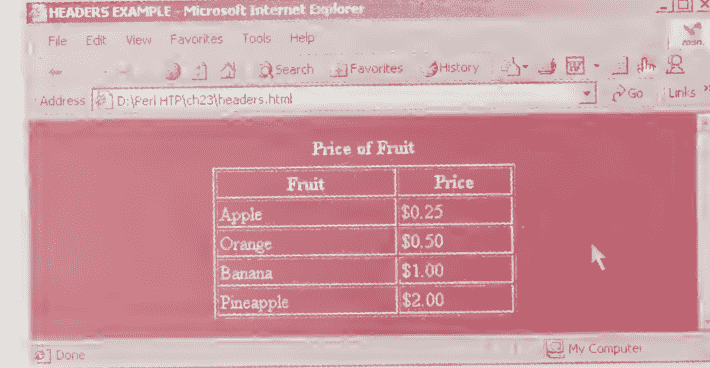 HEADERS EXAMPLE - Microsoft Internet Explorer
File Edit View Favorites Tools Help
msn.
Search Favorites History
Address D:\Perl HTP\ch23\headers.html Go Links »
Price of Fruit
Fruit Price
Apple $0.25
Orange $0.50
Banana $1.00
Pineapple $2.00
Done My Computer